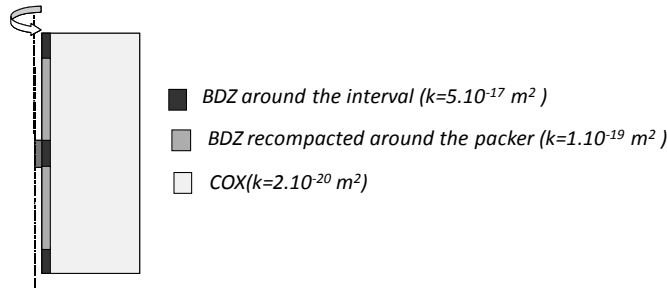 BDZ around the interval (k=5.10⁻¹⁷ m² )
BDZ recompacted around the packer (k=1.10⁻¹⁹ m² )
COX(k=2.10⁻²⁰ m²)